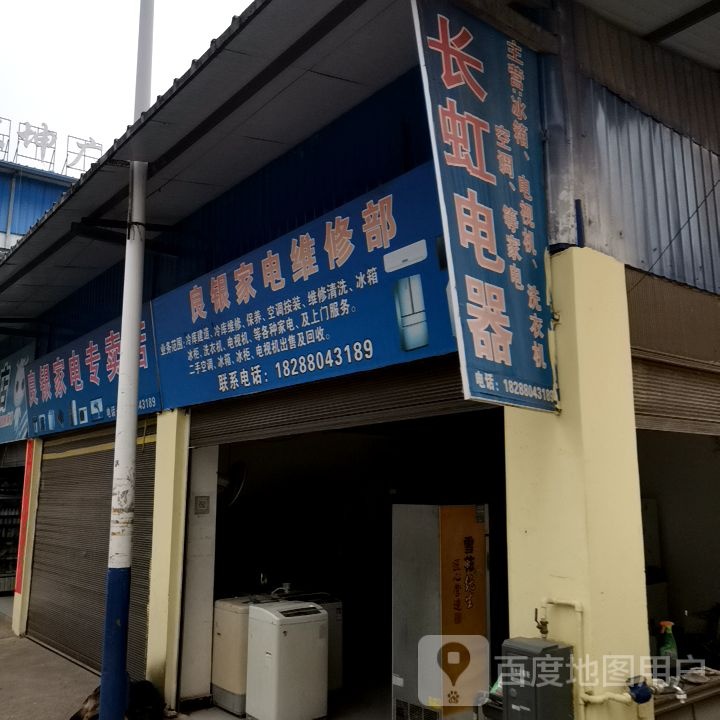 坤广
店
良银家电专卖店
良银家电维修部
业务范围:冷库建造、冷库维修、保养、空调按装、维修清洗、冰箱
冰柜、洗衣机、电视机、等各种家电、及上门服务。
二手空调、冰箱、冰柜、电视机出售及回收。
联系电话：18288043189
长虹电器
主营:冰箱、电视机、洗衣机
空调、等家电
电话：18288043189
百度地图用户